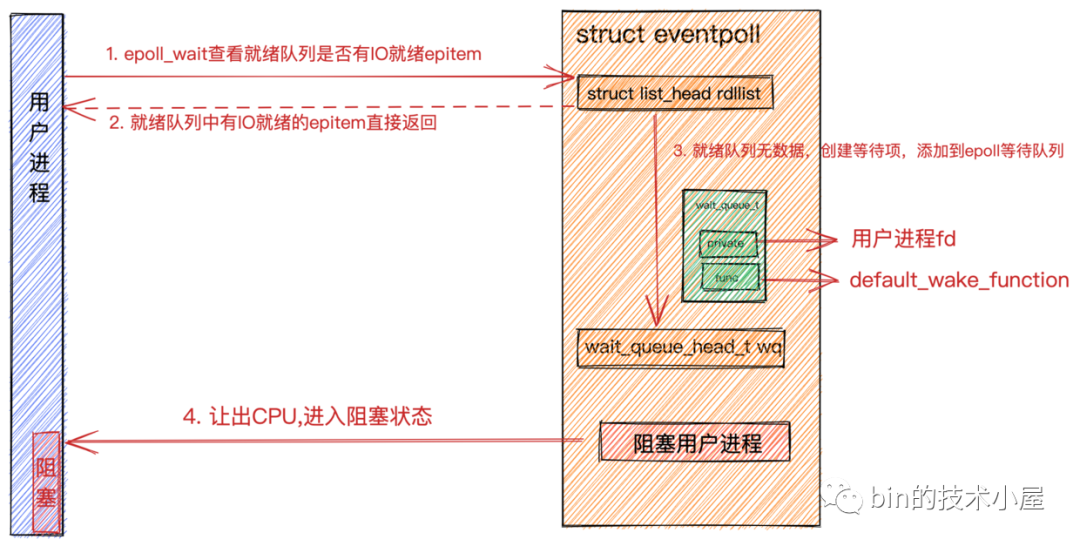 struct eventpoll
1. epoll_wait查看就绪队列是否有IO就绪epitem
struct list_head rdllist
2. 就绪队列中有IO就绪的epitem直接返回
用户进程
3. 就绪队列无数据，创建等待项，添加到epoll等待队列
wait_queue_t
private
用户进程fd
func
default_wake_function
wait_queue_head_t wq
4. 让出CPU,进入阻塞状态
阻塞用户进程
阻塞
bin的技术小屋